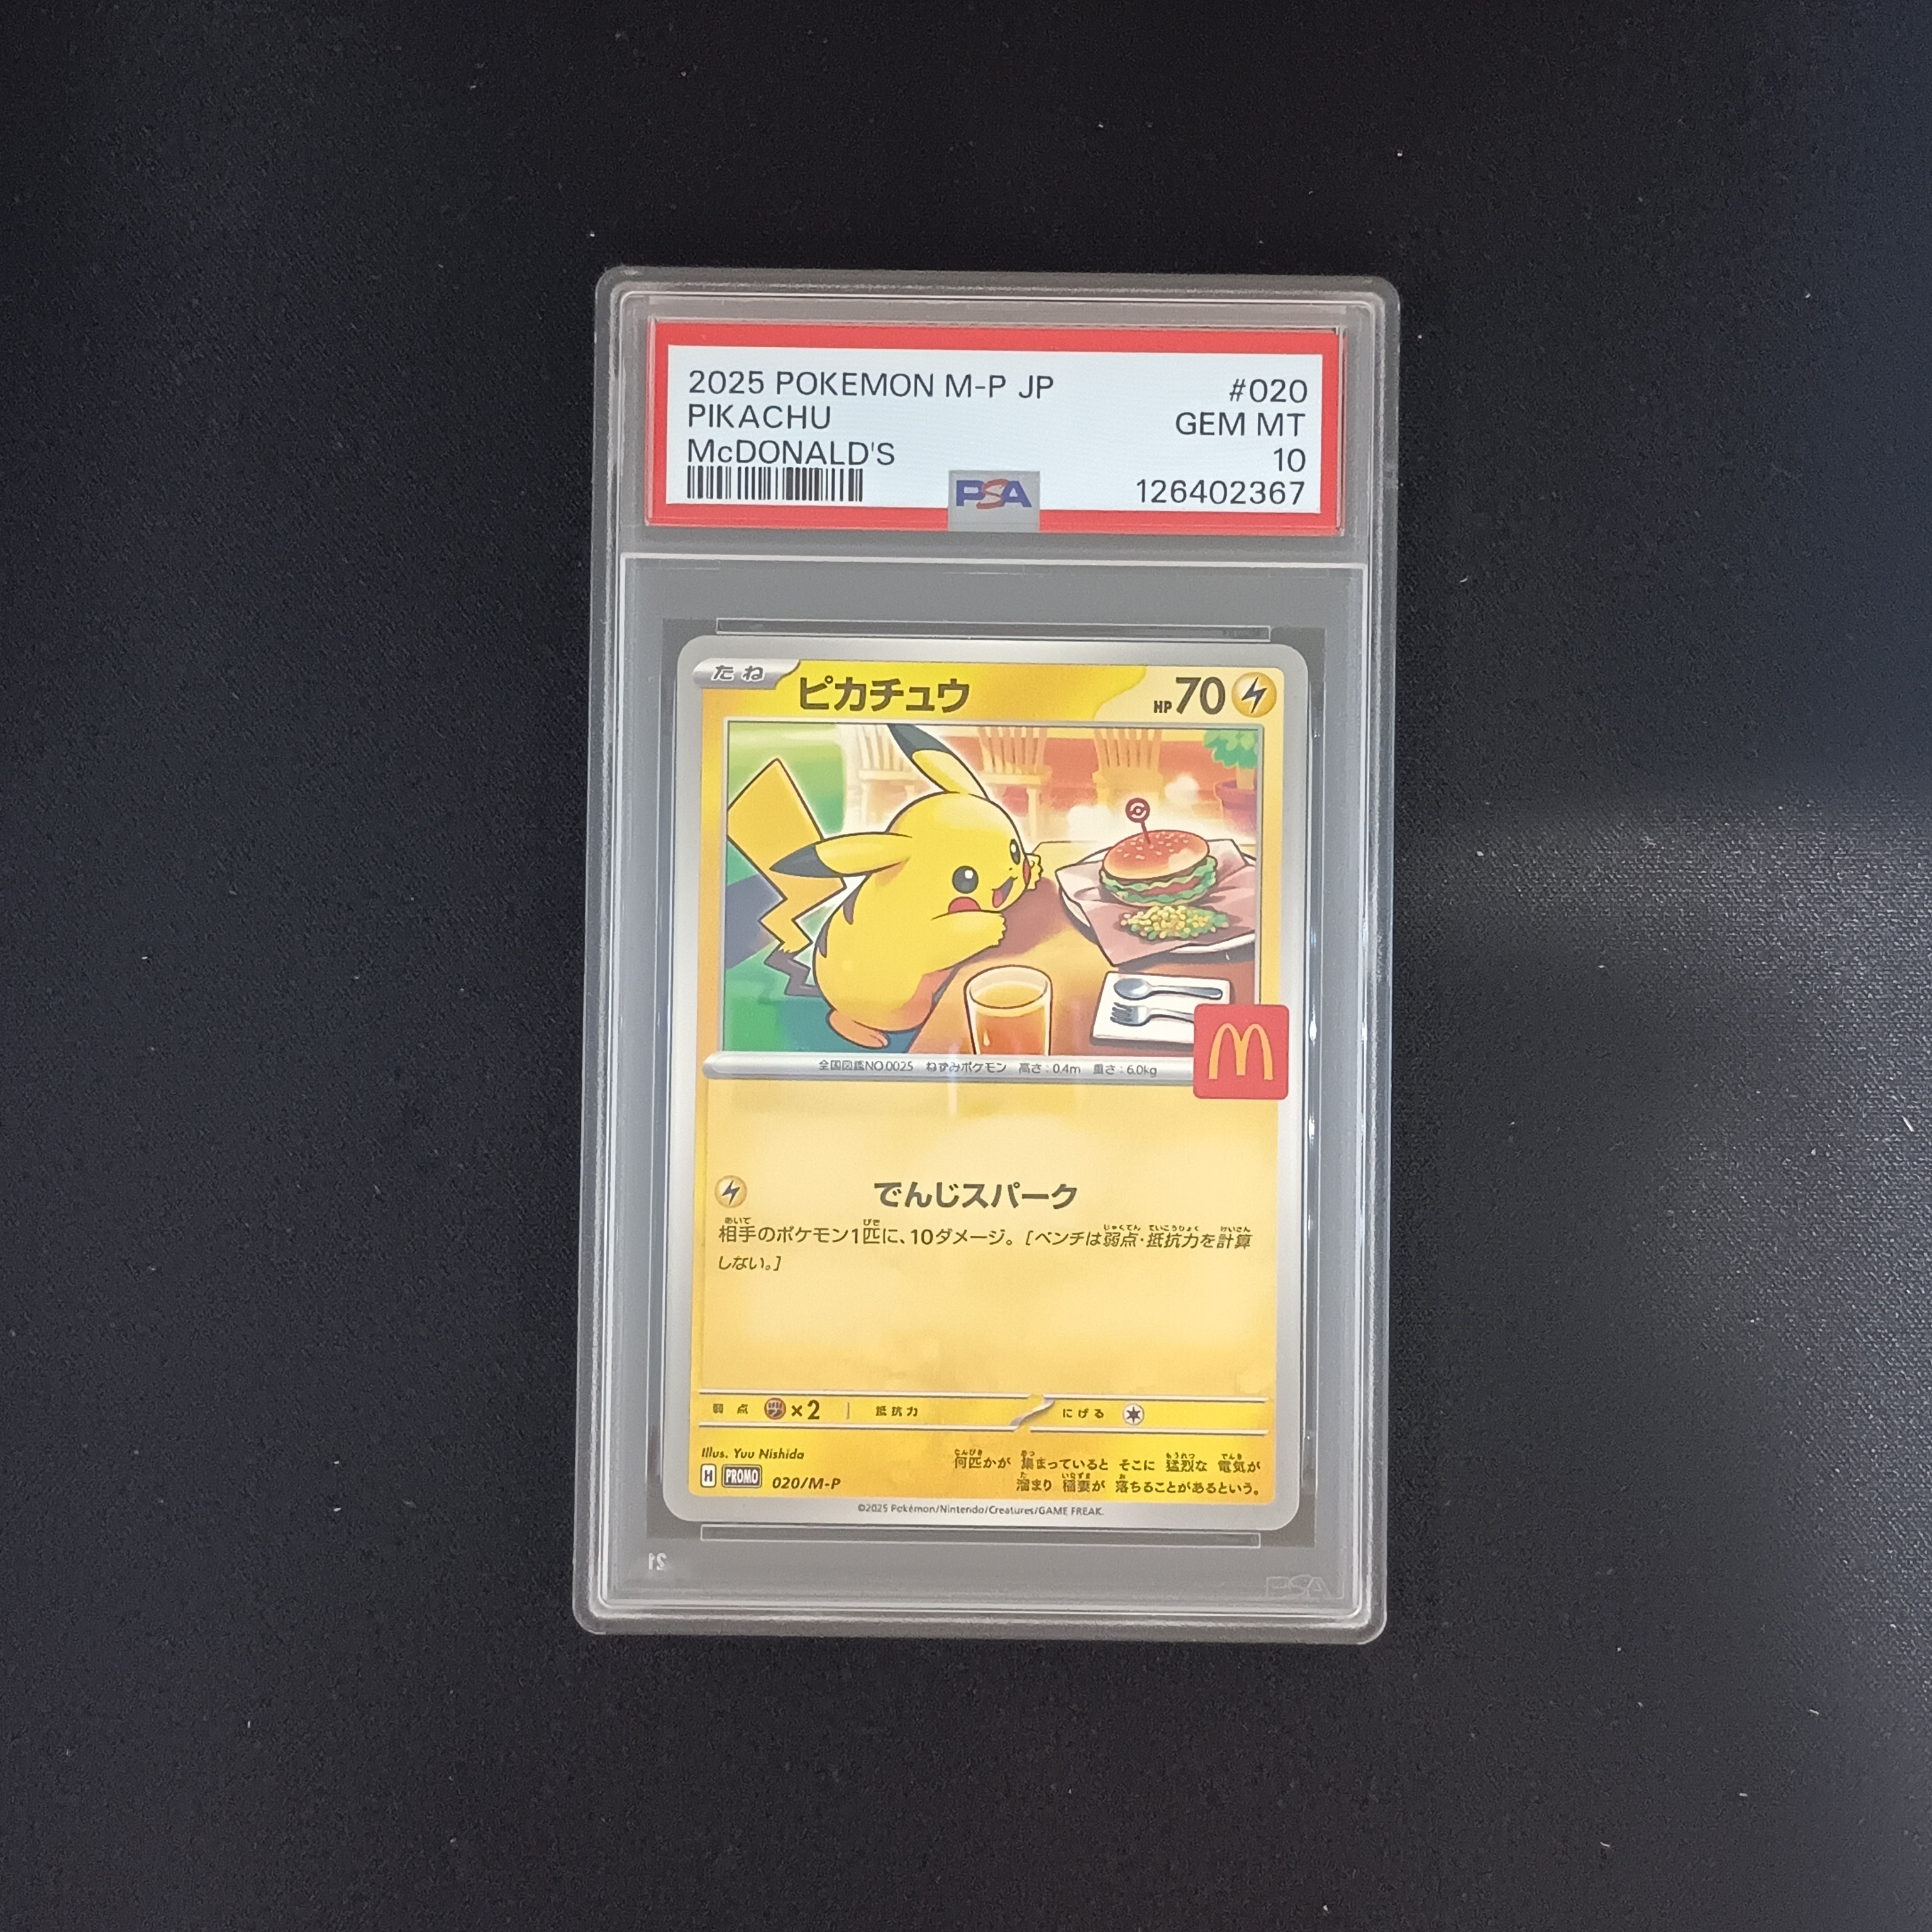 2025 POKEMON M-P JP #020
PIKACHU GEM MT
McDONALD'S 10
PSA 126402367
たね ピカチュウ HP70
全国図鑑NO.0025 ねずみポケモン 高さ:0.4m 重さ:6.0kg
M
でんじスパーク
相手のポケモン1匹に、10ダメージ。[ベンチは弱点・抵抗力を計算
しない。]
弱点 ×2 抵抗力 にげる
Illus. Yuu Nishida
何匹かが 集まっていると そこに 猛烈な 電気が
溜まり 稲妻が 落ちることがあるという。
H PROMO 020/M-P
©2025 Pokémon/Nintendo/Creatures/GAME FREAK.
PSA